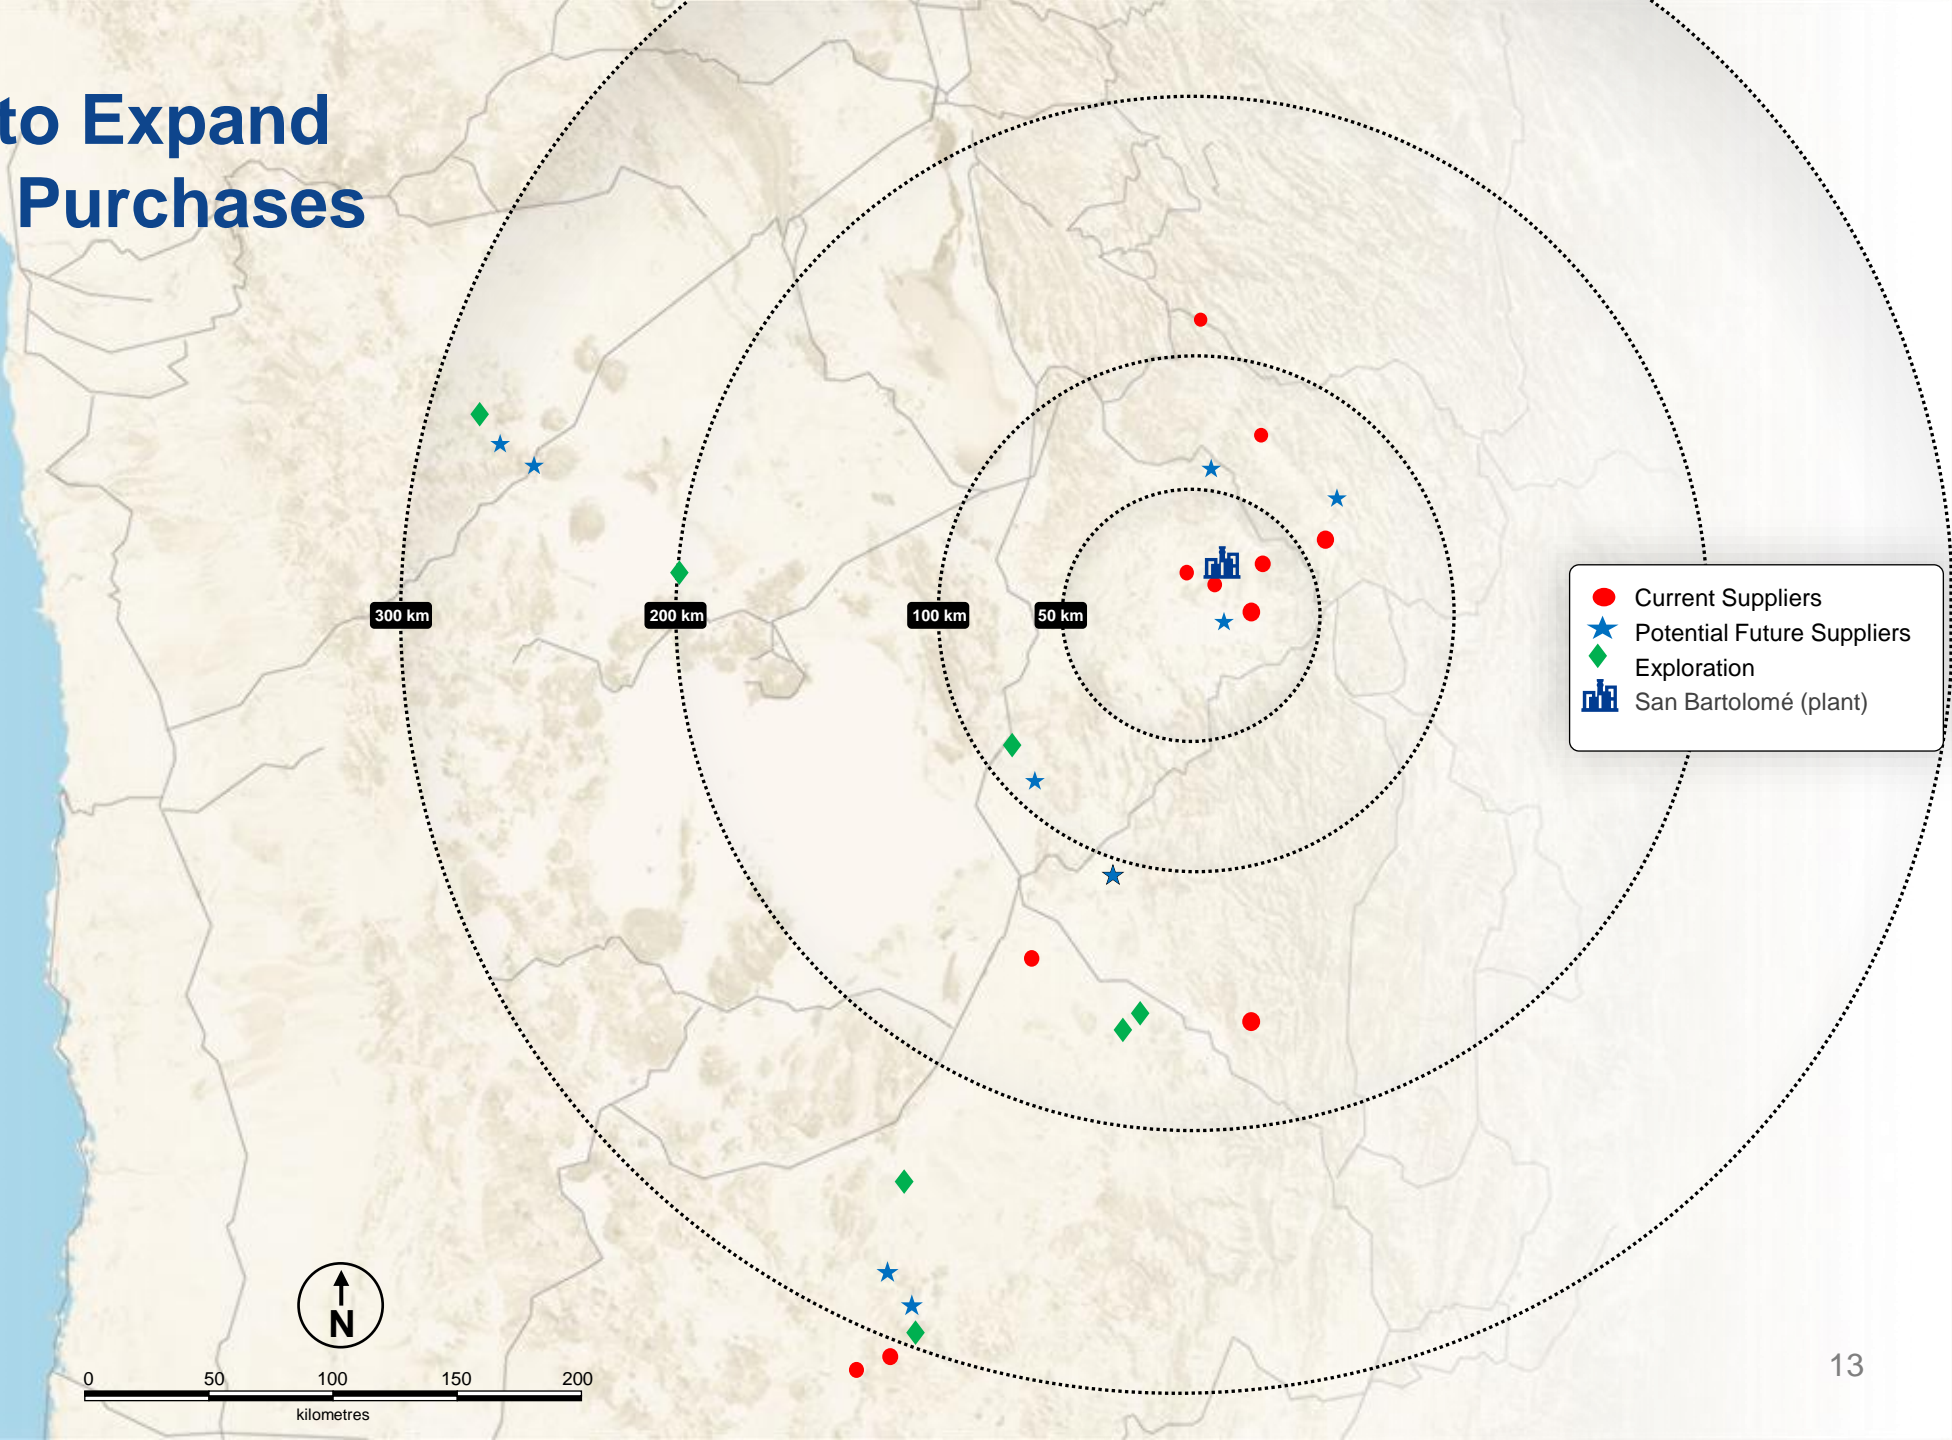 to Expand
Purchases
300 km
200 km
100 km
50 km
Current Suppliers
Potential Future Suppliers
Exploration
San Bartolomé (plant)
N
0 50 100 150 200
kilometres
13